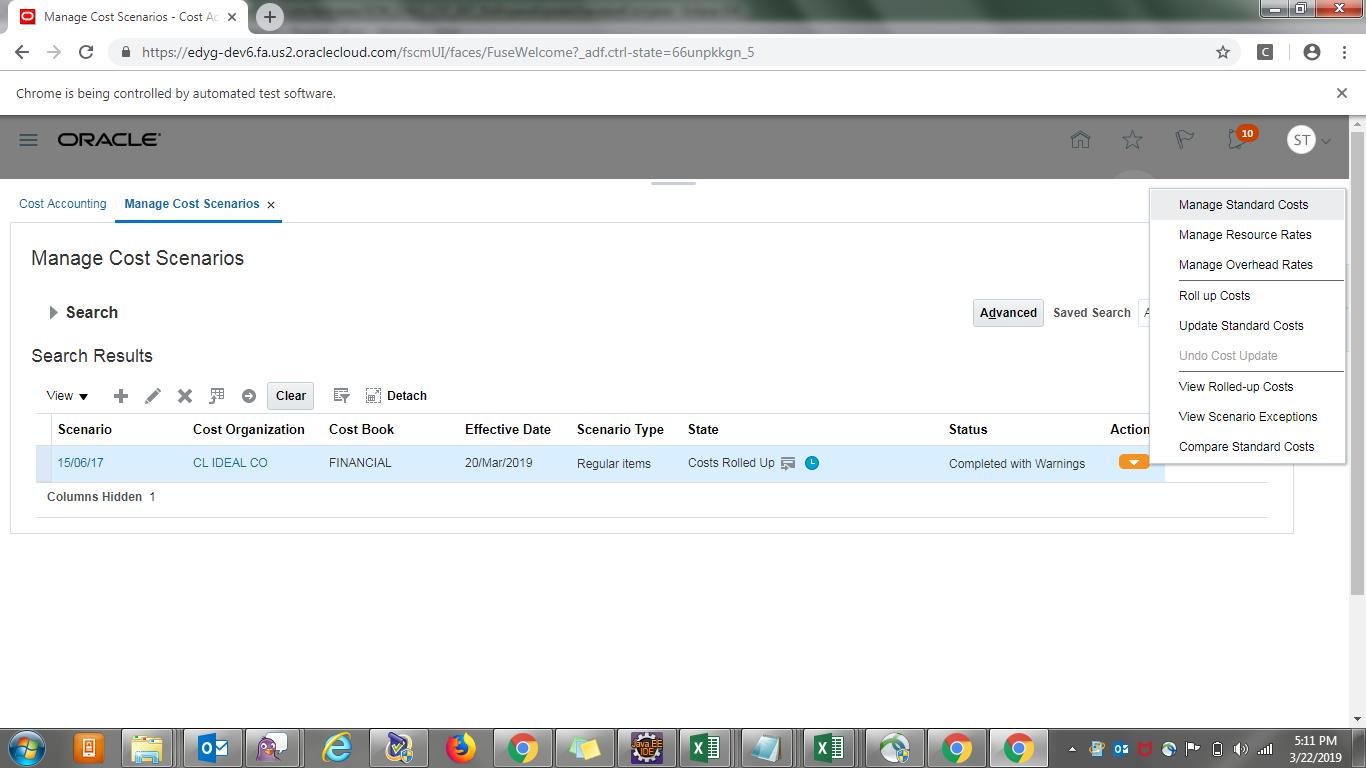 Manage Cost Scenarios - Cost Ac
https://edyg-dev6.fa.us2.oraclecloud.com/fscmUI/faces/FuseWelcome?_adf.ctrl-state=66unpkkgn_5
Chrome is being controlled by automated test software.
ORACLE
10
ST
Cost Accounting
Manage Cost Scenarios
Manage Cost Scenarios
Search
Advanced
Saved Search
A
Search Results
View
Clear
Detach
Scenario Cost Organization Cost Book Effective Date Scenario Type State Status Action
15/06/17 CL IDEAL CO FINANCIAL 20/Mar/2019 Regular items Costs Rolled Up Completed with Warnings
Columns Hidden 1
Manage Standard Costs
Manage Resource Rates
Manage Overhead Rates
Roll up Costs
Update Standard Costs
Undo Cost Update
View Rolled-up Costs
View Scenario Exceptions
Compare Standard Costs
Java EE
IDE
5:11 PM
3/22/2019